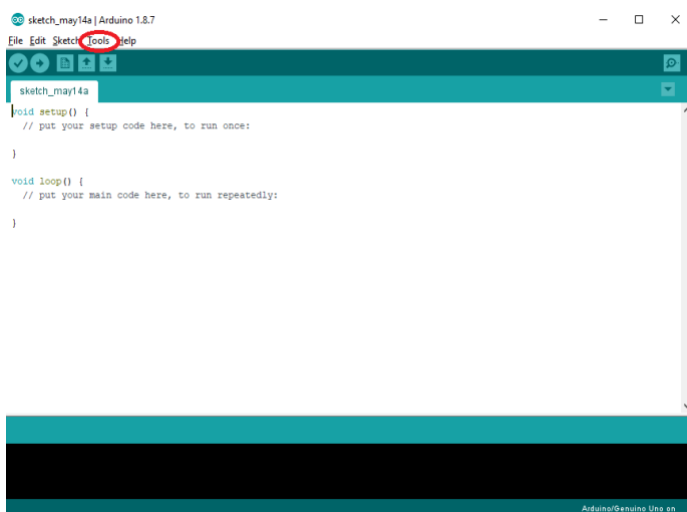 sketch_may14a | Arduino 1.8.7
File Edit Sketch Tools Help
sketch_may14a
void setup() {
// put your setup code here, to run once:
}
void loop() {
// put your main code here, to run repeatedly:
}
Arduino/Genuino Uno on